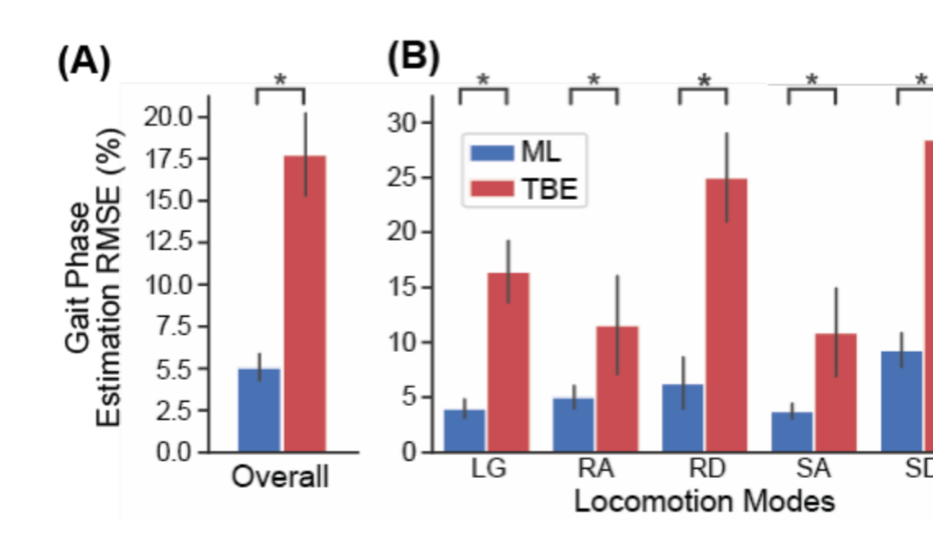 (A)
(B)
*
*
*
*
*
*
Gait Phase
Estimation RMSE (%)
20.0
17.5
15.0
12.5
10.0
7.5
5.5
2.5
0.0
Overall
30
25
20
15
10
5
0
ML
TBE
LG RA RD SA SD
Locomotion Modes